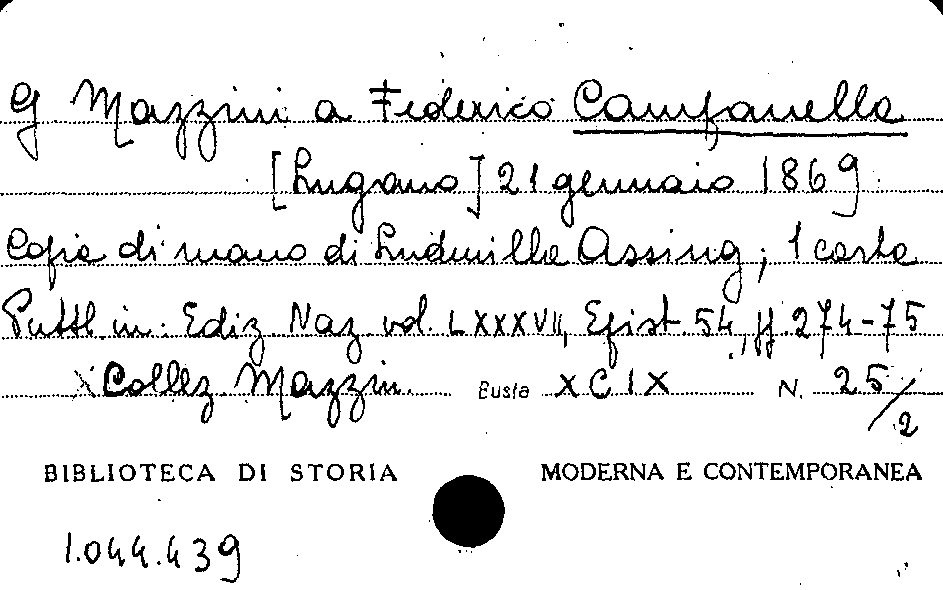 G Mazzini a Federico Campanella
[Lugano] 21 gennaio 1869
Copia di mano di Ludmilla Assing; 1 carta
Pubbl. in: Ediz. Naz. vol. LXXXVII, Epist. 54, pp. 274-75
Collez Mazzini Busta XCIX N. 25/2
BIBLIOTECA DI STORIA MODERNA E CONTEMPORANEA
1.044.439